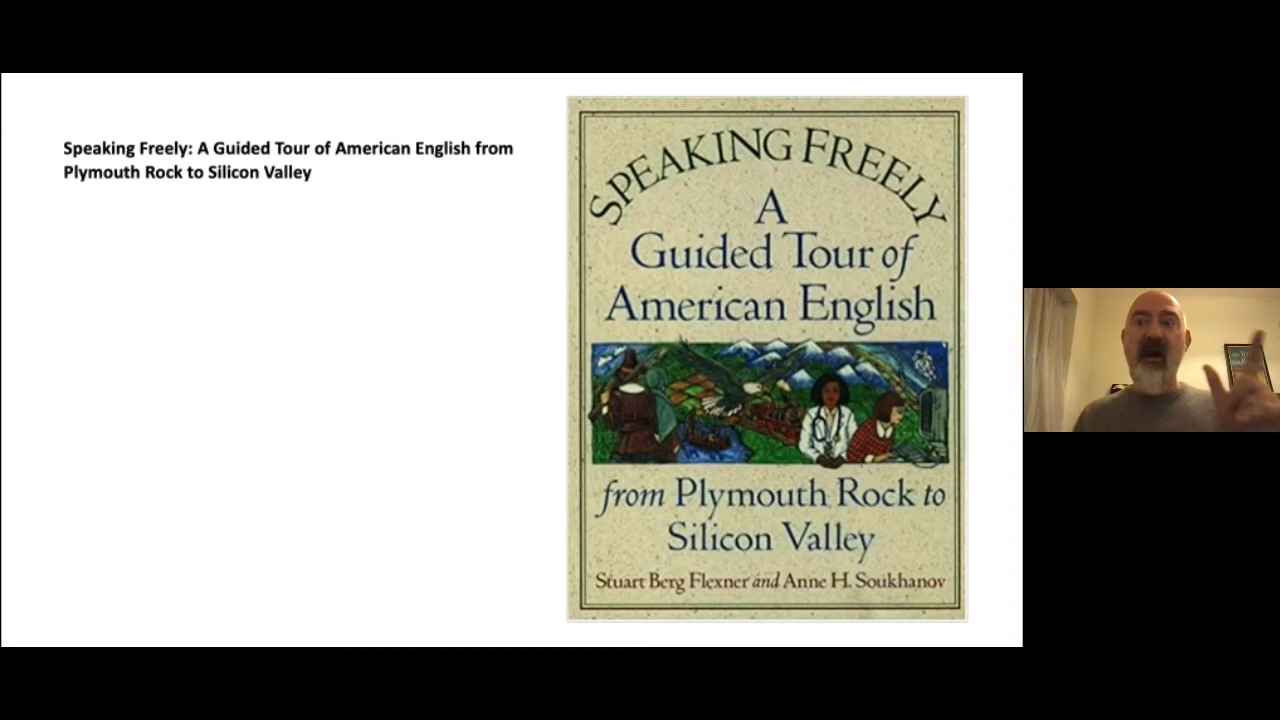 Speaking Freely: A Guided Tour of American English from
Plymouth Rock to Silicon Valley
SPEAKING FREELY
A
Guided Tour of
American English
from Plymouth Rock to
Silicon Valley
Stuart Berg Flexner and Anne H. Soukhanov